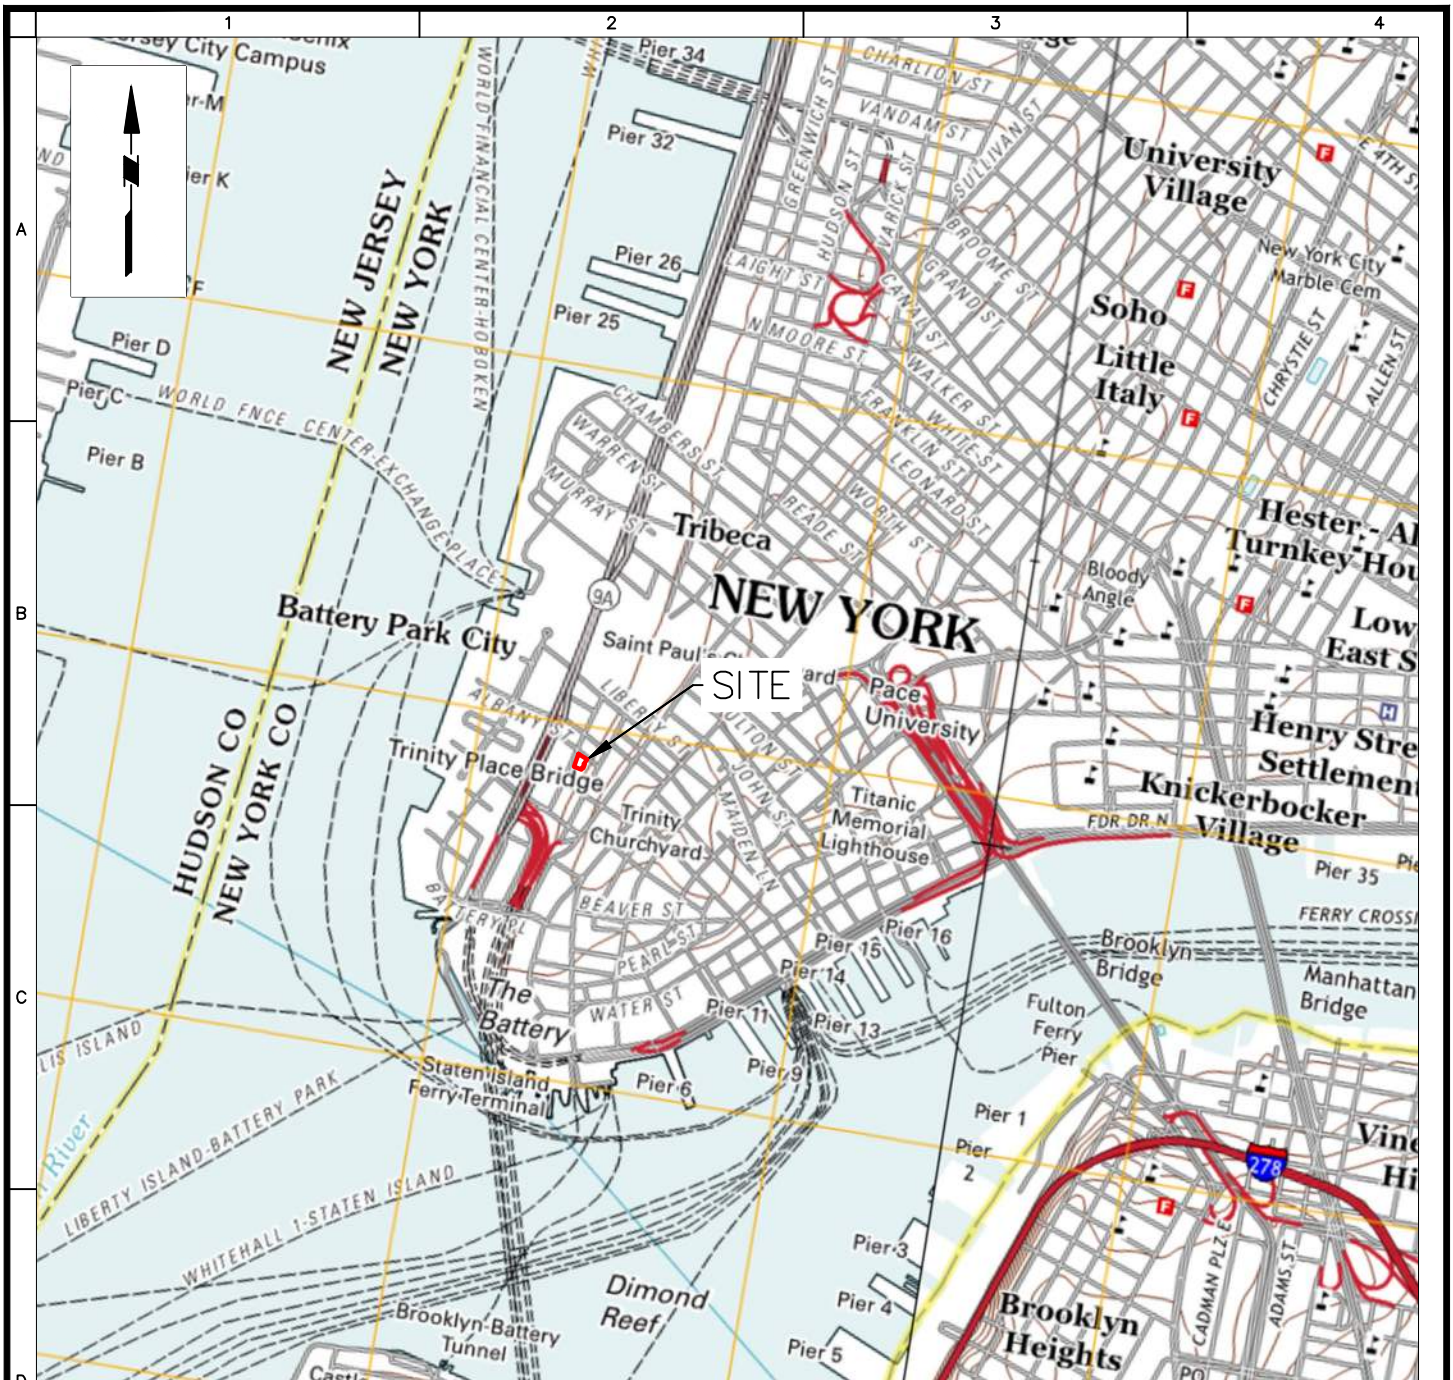 1 2 3 4
Jersey City Campus
Pier 34
CHARLTON ST
WORLD FINANCIAL CENTER-HOBOKEN
VANDAM ST
Pier 32
GREENWICH ST
SULLIVAN ST
University
Village
F
E 4TH ST
HUDSON ST
VARICK ST
NEW JERSEY
NEW YORK
A
BROOME ST
New York City
Marble Cem
Pier 26
LAIGHT ST
GRAND ST
CANAL ST
F
F
Pier 25
Soho
N MOORE ST
Pier D
CHRYSTIE ST
ALLEN ST
Little
Italy
Pier C
WORLD FNCE CENTER-EXCHANGE PLACE
CHAMBERS ST
WALKER ST
FRANKLIN ST
WHITE ST
F
WARREN ST
LEONARD ST
Pier B
MURRAY ST
READE ST
WORTH ST
Tribeca
Hester - Al
Turnkey Hou
Bloody
Angle
9A
NEW YORK
F
B
Battery Park City
Low
East S
SITE
ard
Pace
University
LIBERTY S
ALBANY ST
ULTON ST
H
Henry Stre
Settlement
HUDSON CO
NEW YORK CO
Trinity Place Bridge
JOHN ST
MAIDEN LN
Knickerbocker
Village
Trinity
Churchyard
Titanic
Memorial
Lighthouse
FDR DR N
Pier 35
BATTERY PL
BEAVER ST
FERRY CROSSI
PEARL ST
Pier 16
Pier 15
Brooklyn
Bridge
Pier 14
Manhattan
Bridge
C
The
Battery
WATER ST
Pier 11
Pier 13
Fulton
Ferry
Pier
LIS ISLAND
Staten Island
Ferry Terminal
Pier 6
Pier 9
Pier 1
River
LIBERTY ISLAND-BATTERY PARK
Pier
2
278
Vine
Hi
WHITEHALL 1-STATEN ISLAND
F
Pier 3
CADMAN PLZ E
ADAMS ST
Dimond
Reef
Pier 4
Brooklyn-Battery
Tunnel
Brooklyn
Heights
Pier 5